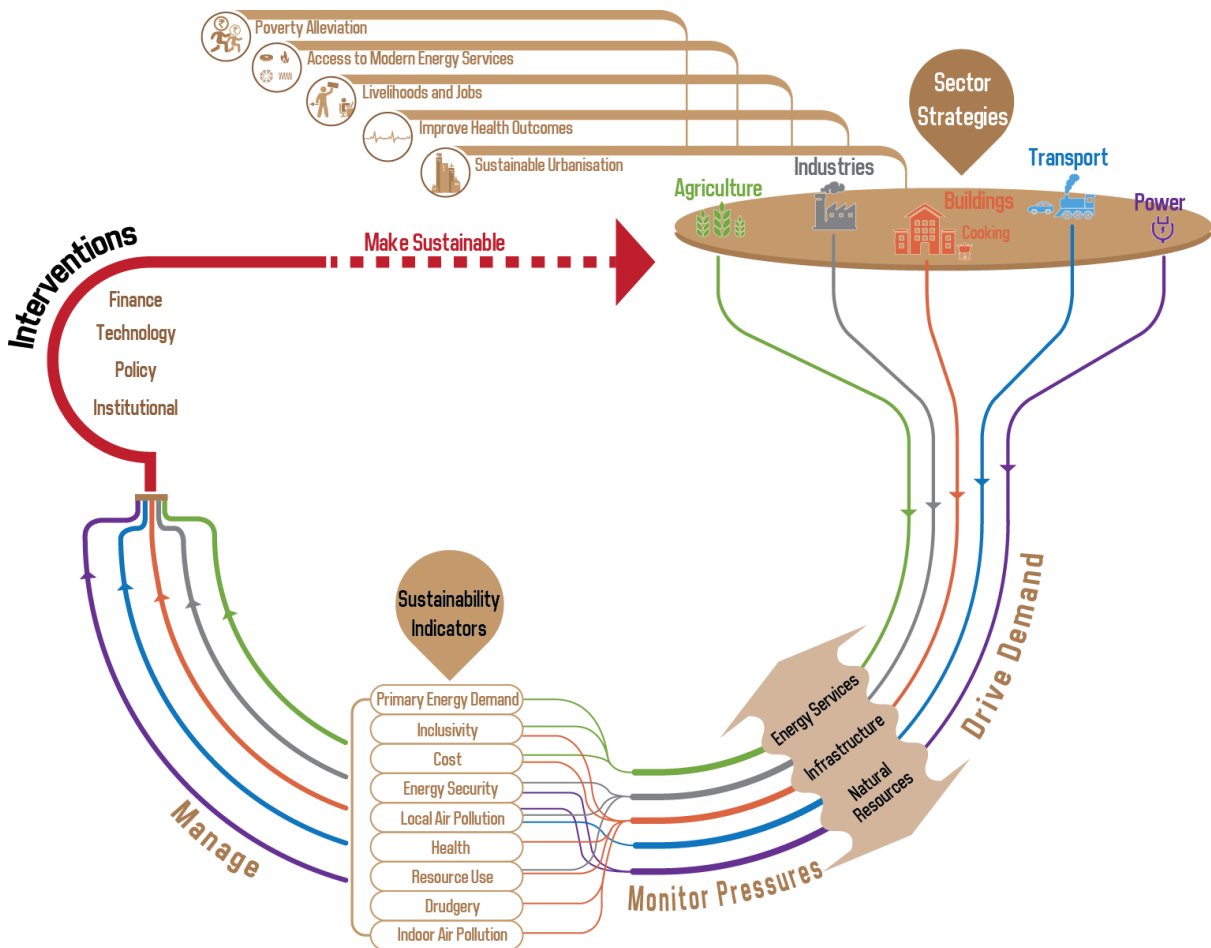 Poverty Alleviation
Access to Modern Energy Services
Livelihoods and Jobs
Improve Health Outcomes
Sustainable Urbanisation
Sector
Strategies
Agriculture
Industries
Buildings
Cooking
Transport
Power
Make Sustainable
Interventions
Finance
Technology
Policy
Institutional
Sustainability
Indicators
Primary Energy Demand
Inclusivity
Cost
Energy Security
Local Air Pollution
Health
Resource Use
Drudgery
Indoor Air Pollution
Manage
Monitor Pressures
Energy Services
Infrastructure
Natural
Resources
Drive Demand